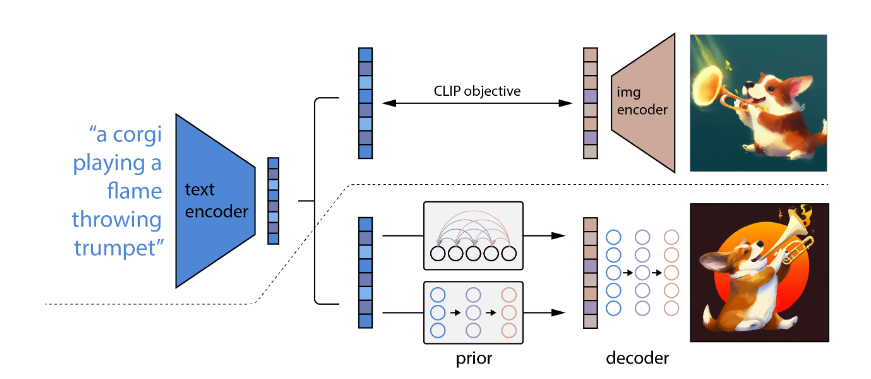 “a corgi
playing a
flame
throwing
trumpet”
text
encoder
CLIP objective
img
encoder
prior
decoder